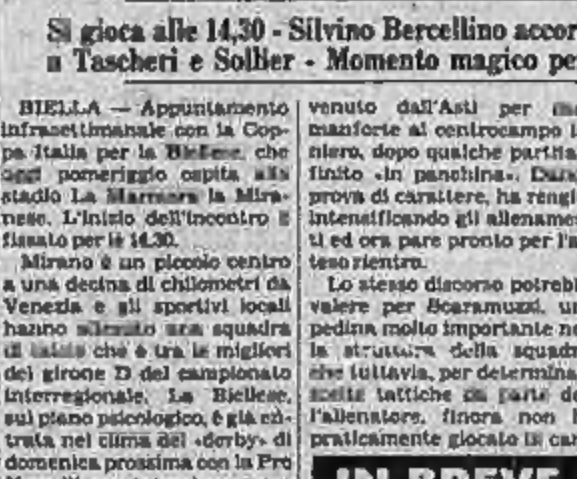 Si gioca alle 14,30 - Silvino Bercellino accor
a Tascheri e Sollier - Momento magico pe
BIELLA — Appuntamento
infrasettimanale con la Cop-
pa Italia per la Biellese, che
oggi pomeriggio ospita allo
stadio La Marmora la Mira-
nese. L'inizio dell'incontro è
fissato per le 14.30.
Mirano è un piccolo centro
a una decina di chilometri da
Venezia e gli sportivi locali
hanno una squadra
di calcio che è tra le migliori
del girone D del campionato
Interregionale. La Biellese,
sul piano psicologico, è già en-
trata nel clima del «derby» di
domenica prossima con la Pro
venuto dall'Asti per
manforte al centrocampo
niero, dopo qualche partita
finito «in panchina».
prova di carattere, ha reagi
intensificando gli allename
ti ed ora pare pronto per l'a
teso rientro.
Lo stesso discorso potrebb
valere per Scaramuzzi, un
pedina molto importante ne
la struttura della squadr
che tuttavia, per determina
scelte tattiche da parte de
l'allenatore, finora non
praticamente giocato in cam
IN BREVE